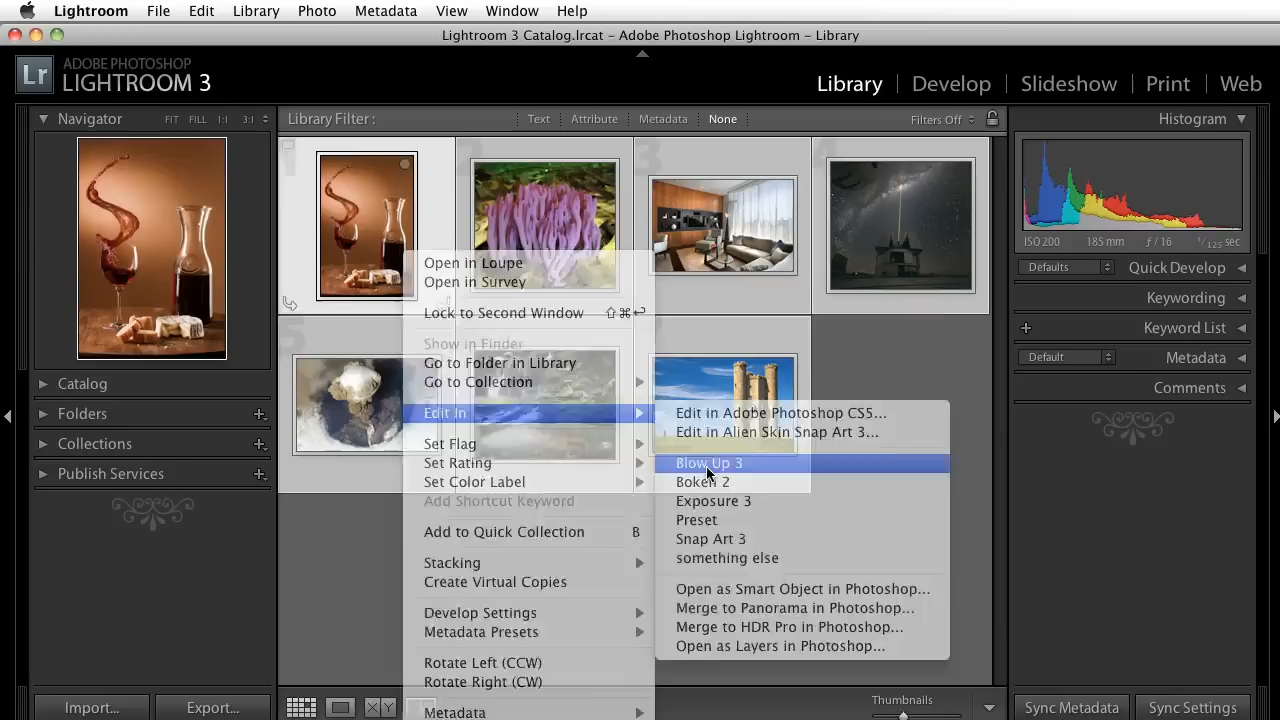 Lightroom File Edit Library Photo Metadata View Window Help
Lightroom 3 Catalog.lrcat – Adobe Photoshop Lightroom – Library
Lr ADOBE PHOTOSHOP
LIGHTROOM 3
Library | Develop | Slideshow | Print | Web
Navigator FIT FILL 1:1 3:1
Library Filter : Text Attribute Metadata None Filters Off
Histogram
ISO 200 185 mm ƒ / 16 1/125 sec
Defaults Quick Develop
Keywording
Keyword List
Default Metadata
Comments
Catalog
Folders
Collections
Publish Services
1
2
3
4
5
Open in Loupe
Open in Survey
Lock to Second Window ⇧⌘↩
Show in Finder
Go to Folder in Library
Go to Collection
Edit In
Set Flag
Set Rating
Set Color Label
Add Shortcut Keyword
Add to Quick Collection B
Stacking
Create Virtual Copies
Develop Settings
Metadata Presets
Rotate Left (CCW)
Rotate Right (CW)
Metadata
Edit in Adobe Photoshop CS5...
Edit in Alien Skin Snap Art 3...
Blow Up 3
Bokeh 2
Exposure 3
Preset
Snap Art 3
something else
Open as Smart Object in Photoshop...
Merge to Panorama in Photoshop...
Merge to HDR Pro in Photoshop...
Open as Layers in Photoshop...
Import... Export...
X Y
Thumbnails
Sync Metadata Sync Settings